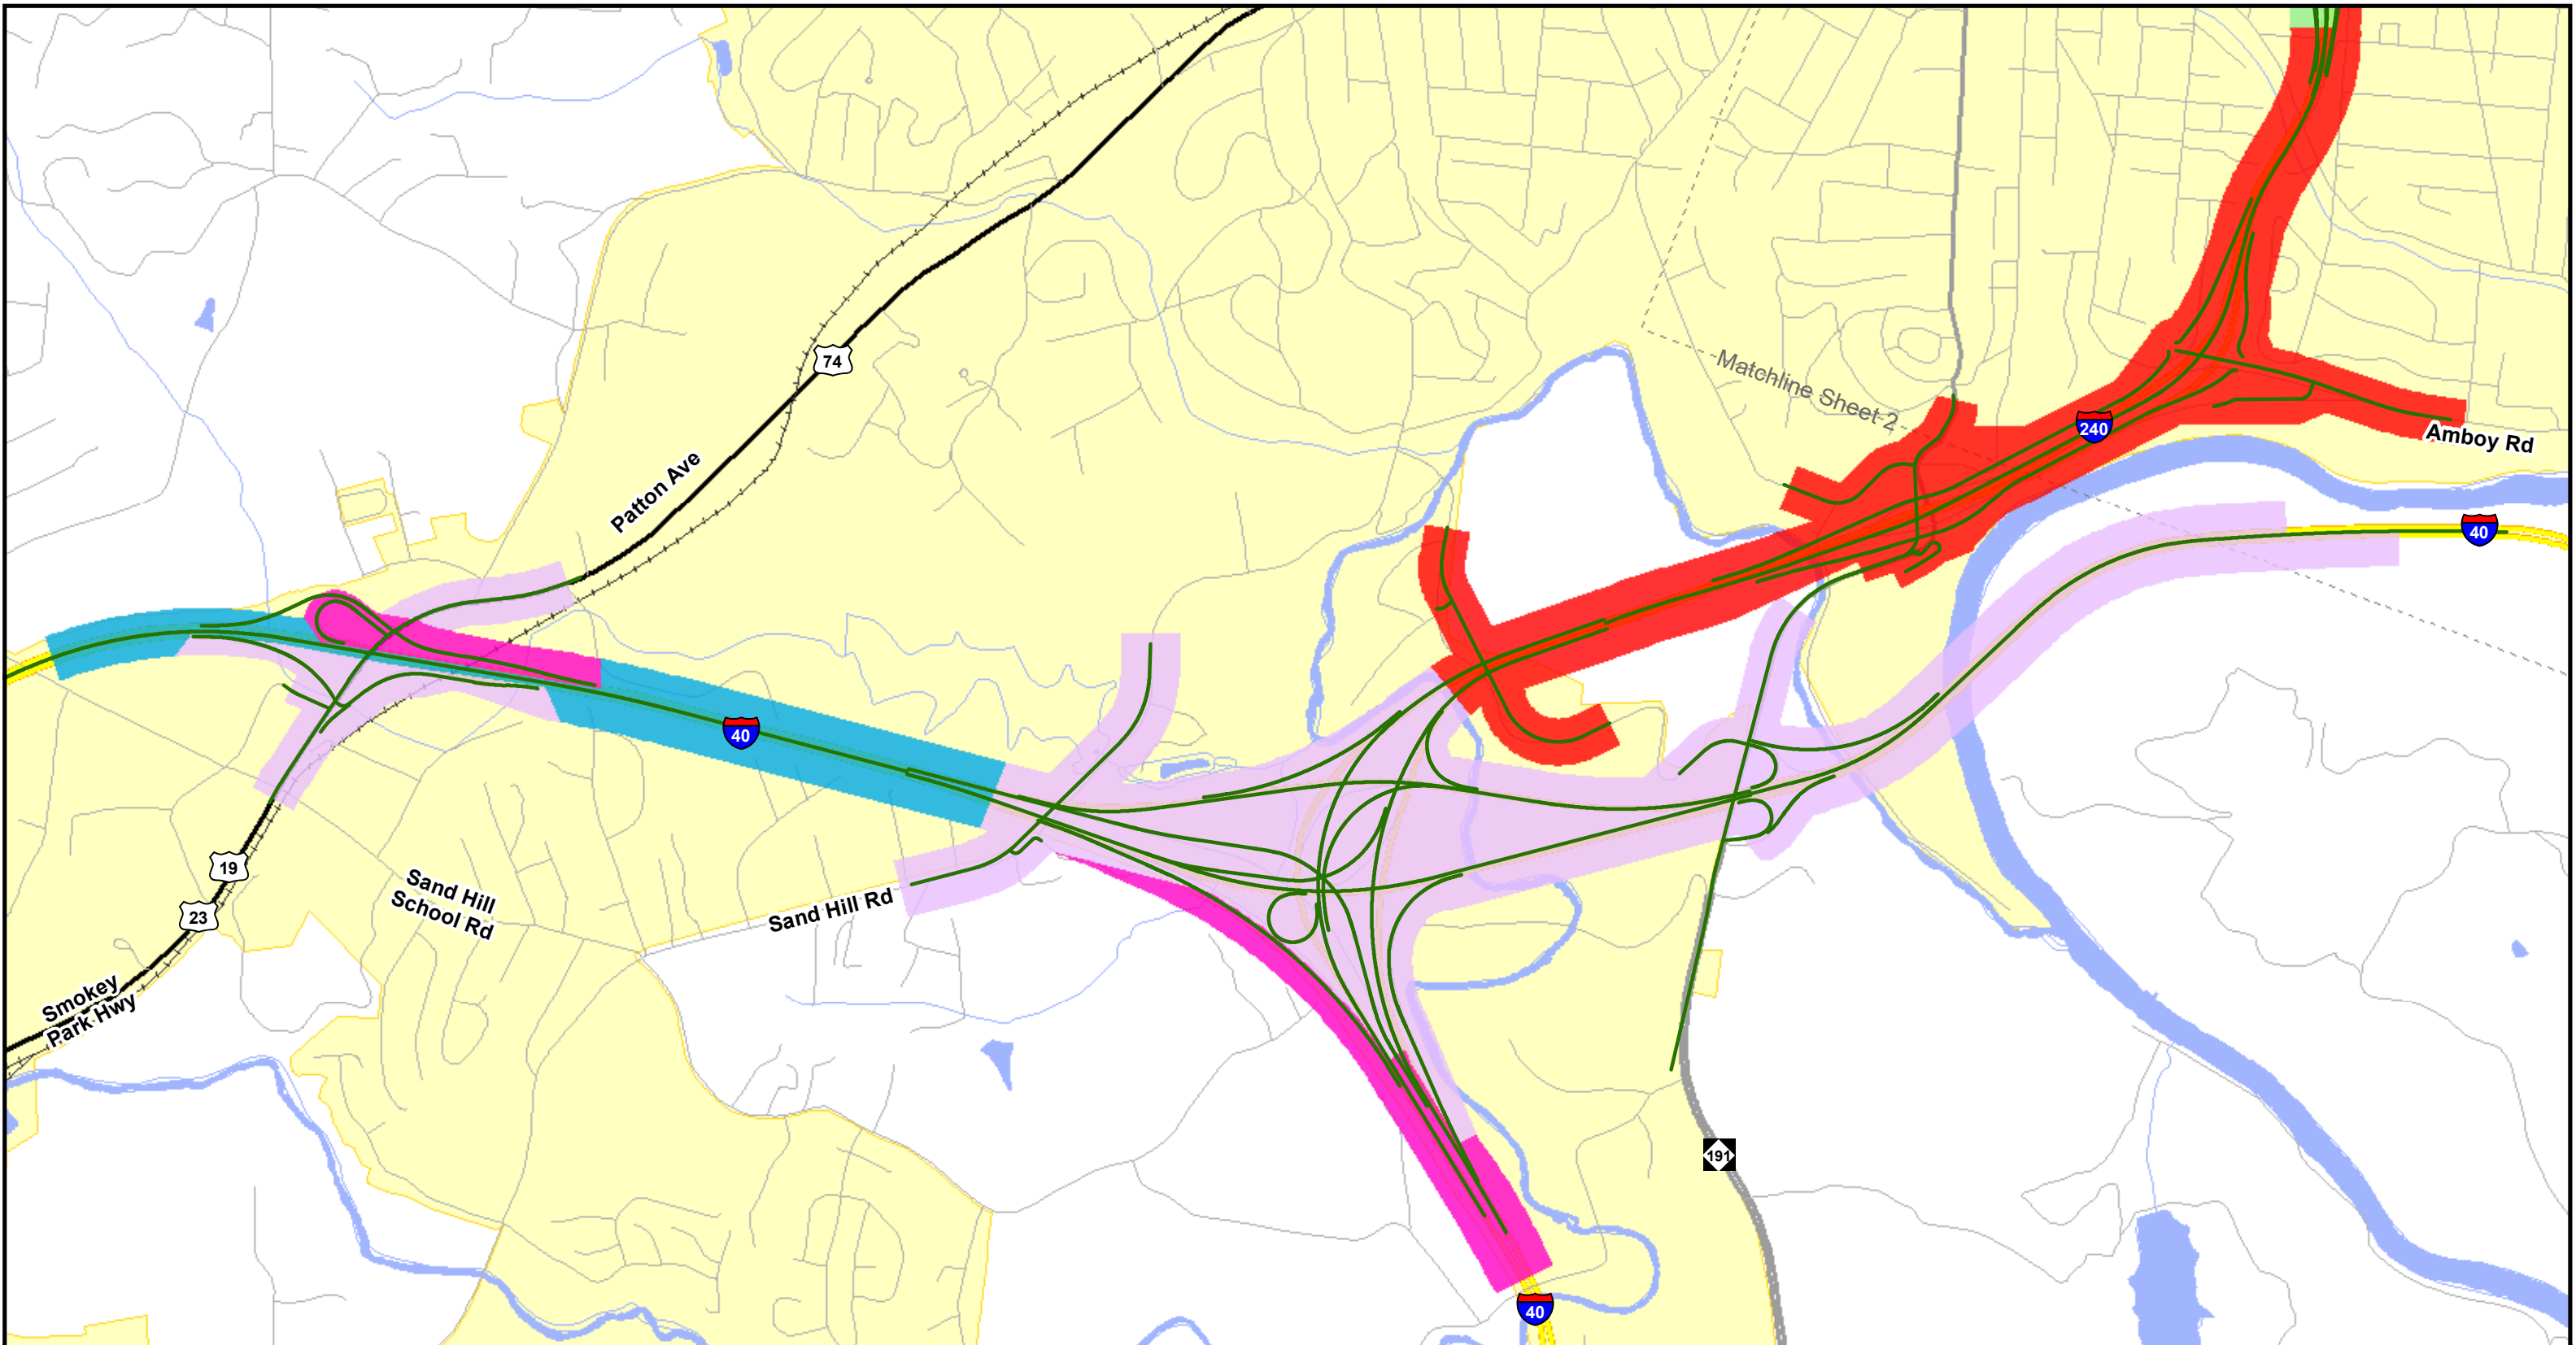 74
Matchline Sheet 2
240
Amboy Rd
Patton Ave
40
40
19
Sand Hill
School Rd
Sand Hill Rd
23
Smokey
Park Hwy
191
40